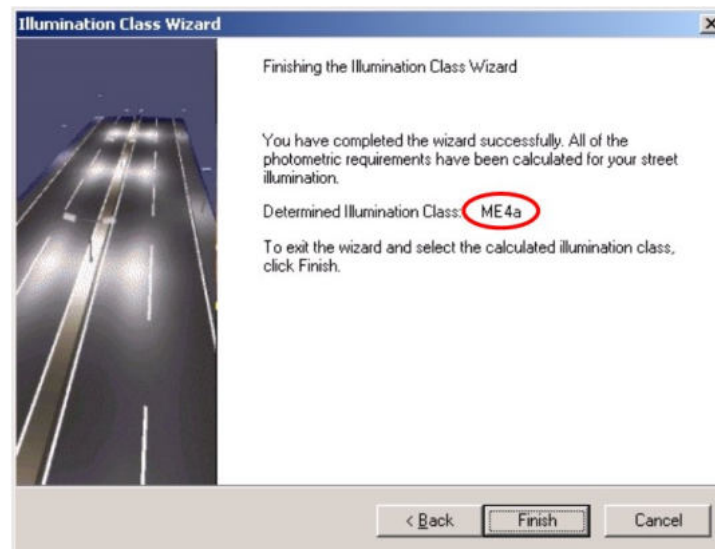 Illumination Class Wizard
Finishing the Illumination Class Wizard
You have completed the wizard successfully. All of the
photometric requirements have been calculated for your street
illumination.
Determined Illumination Class: ME4a
To exit the wizard and select the calculated illumination class,
click Finish.
< Back Finish Cancel